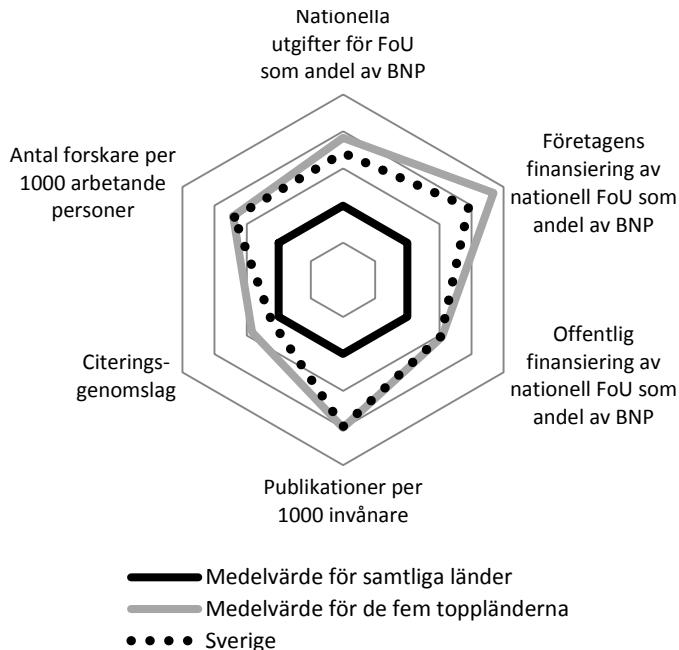 Nationella
utgifter för FoU
som andel av BNP
Företagens
finansiering av
nationell FoU som
andel av BNP
Offentlig
finansiering av
nationell FoU som
andel av BNP
Publikationer per
1000 invånare
Citerings-
genomslag
Antal forskare per
1000 arbetande
personer
Medelvärde för samtliga länder
Medelvärde för de fem toppländerna
Sverige